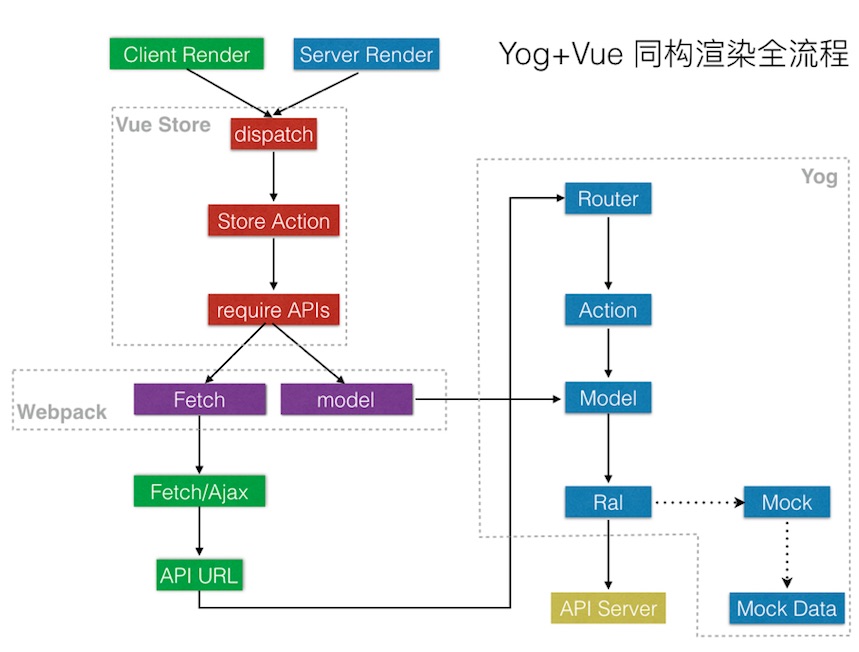 Client Render
Server Render
Yog+Vue 同构渲染全流程
Vue Store
dispatch
Store Action
require APIs
Webpack
Fetch
model
Fetch/Ajax
API URL
Yog
Router
Action
Model
Ral
Mock
API Server
Mock Data